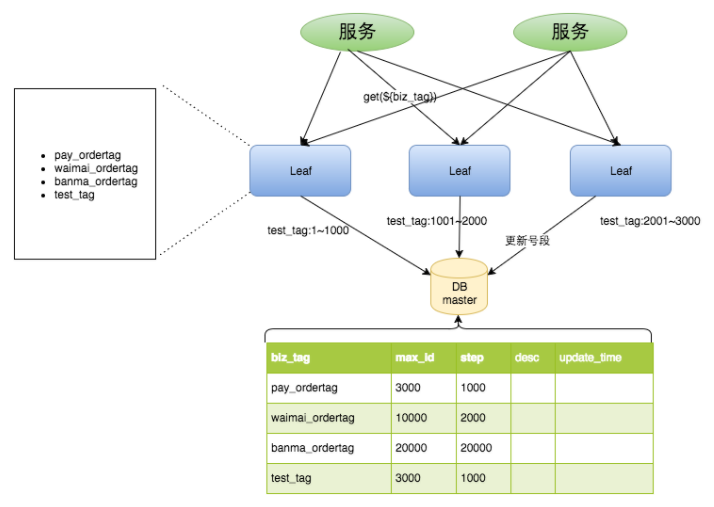 服务
服务
get(${biz_tag})
pay_ordertag
waimai_ordertag
banma_ordertag
test_tag
Leaf
Leaf
Leaf
test_tag:1~1000
test_tag:1001~2000
test_tag:2001~3000
更新号段
DB
master
biz_tag max_id step desc update_time
pay_ordertag 3000 1000
waimai_ordertag 10000 2000
banma_ordertag 20000 20000
test_tag 3000 1000